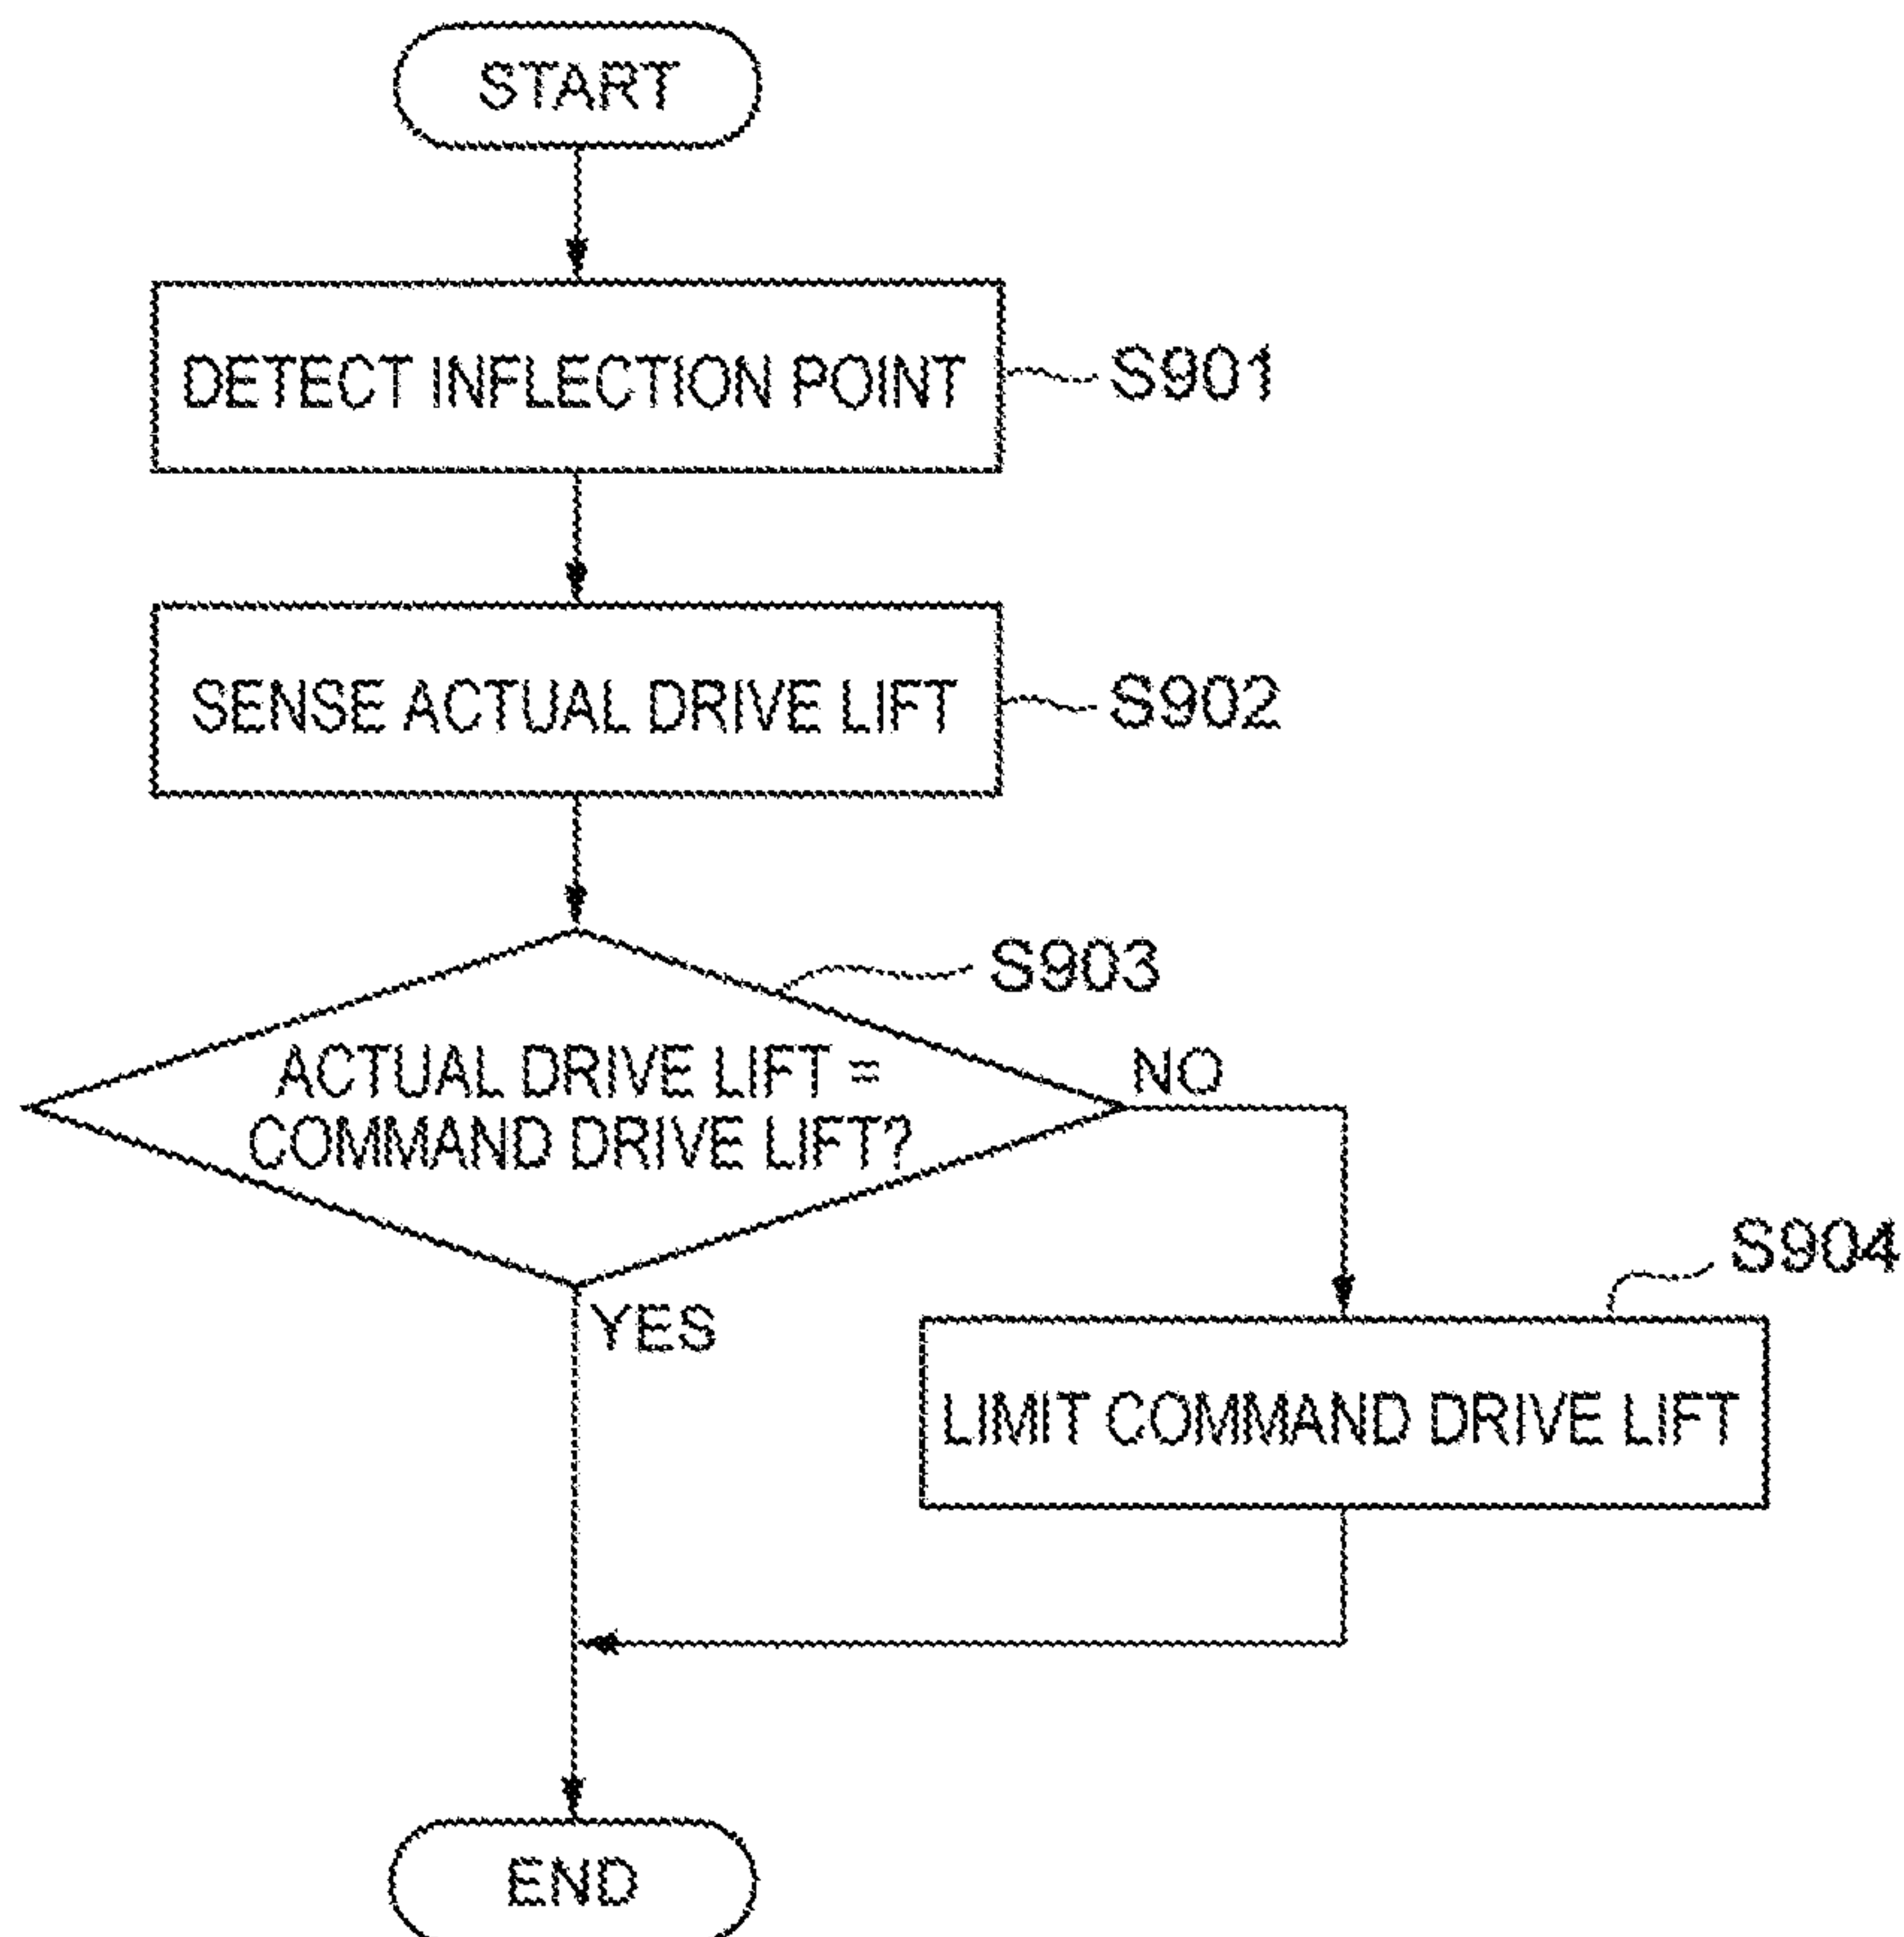 START
DETECT INFLECTION POINT
S901
SENSE ACTUAL DRIVE LIFT
S902
S903
ACTUAL DRIVE LIFT =
COMMAND DRIVE LIFT?
NO
YES
S904
LIMIT COMMAND DRIVE LIFT
END